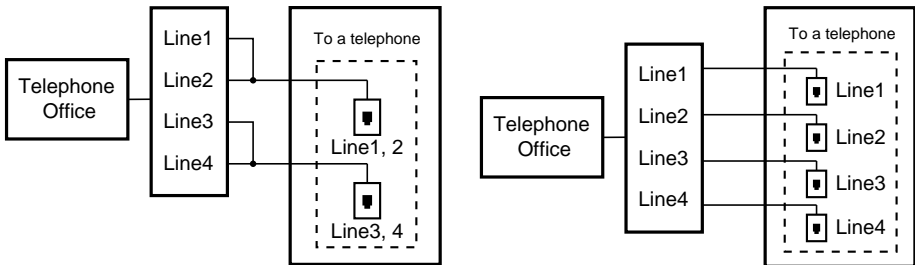 Telephone
Office
Line1
Line2
Line3
Line4
To a telephone
Line1, 2
Line3, 4
Telephone
Office
Line1
Line2
Line3
Line4
To a telephone
Line1
Line2
Line3
Line4